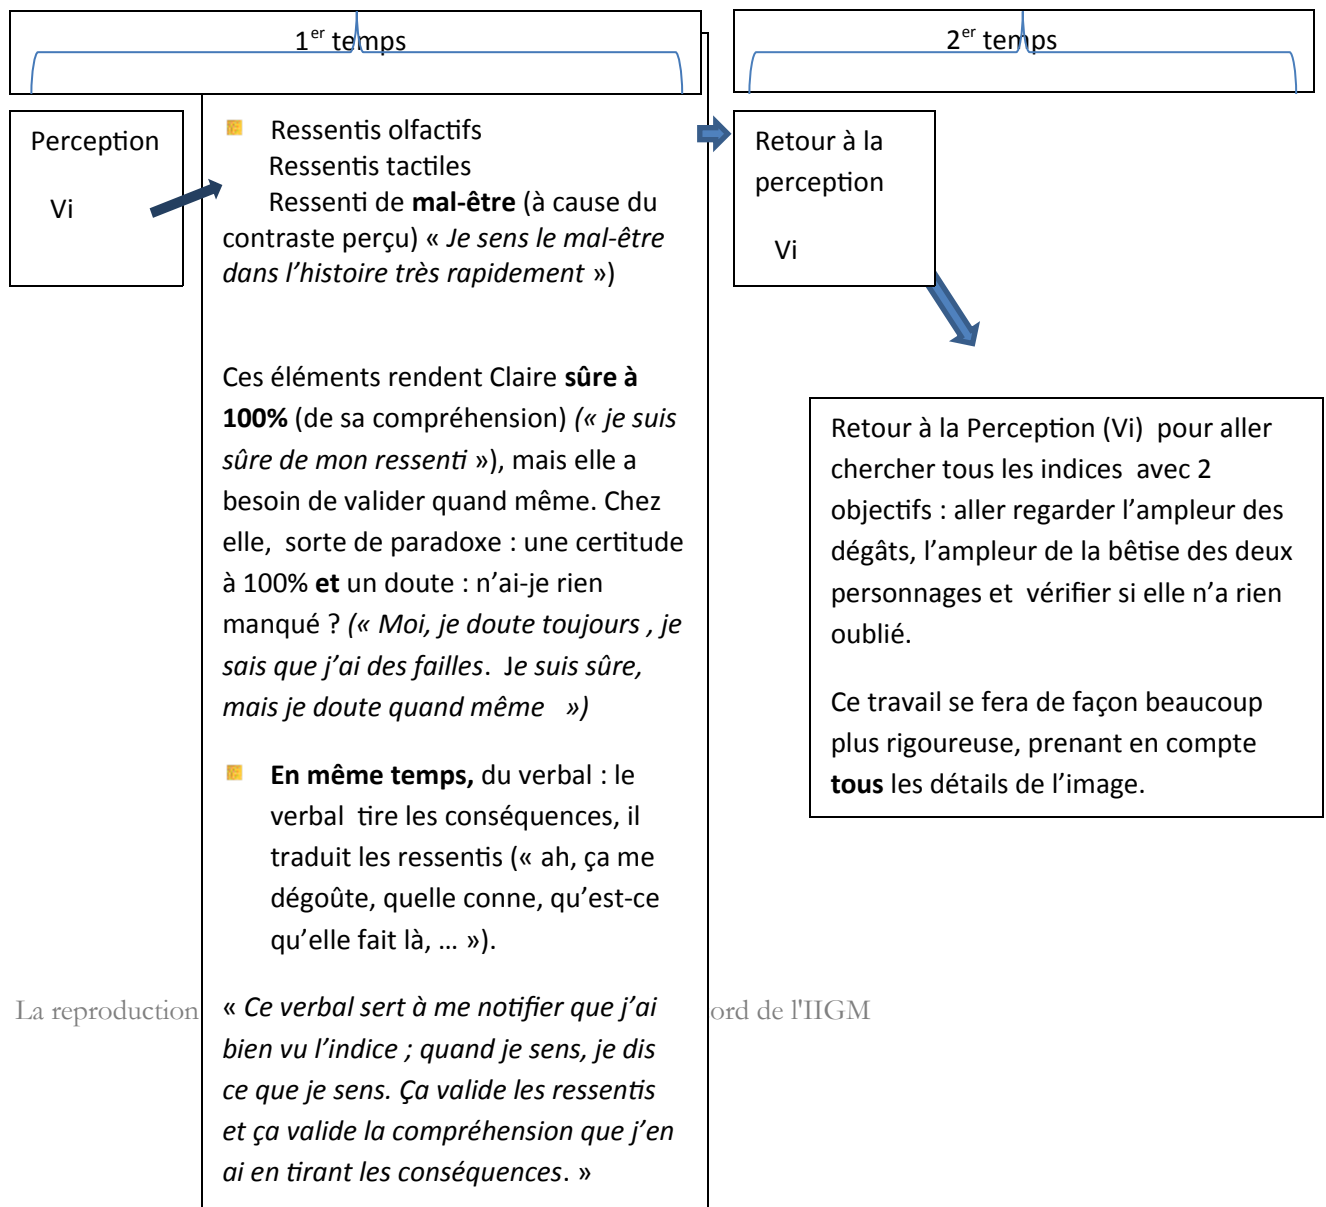 1er temps
2er temps
Perception
Vi
Ressentis olfactifs
Ressentis tactiles
Ressenti de mal-être (à cause du
contraste perçu) « Je sens le mal-être
dans l’histoire très rapidement »)
Ces éléments rendent Claire sûre à
100% (de sa compréhension) (« je suis
sûre de mon ressenti »), mais elle a
besoin de valider quand même. Chez
elle, sorte de paradoxe : une certitude
à 100% et un doute : n’ai-je rien
manqué ? (« Moi, je doute toujours , je
sais que j’ai des failles. Je suis sûre,
mais je doute quand même »)
En même temps, du verbal : le
verbal tire les conséquences, il
traduit les ressentis (« ah, ça me
dégoûte, quelle conne, qu’est-ce
qu’elle fait là, … »).
« Ce verbal sert à me notifier que j’ai
bien vu l’indice ; quand je sens, je dis
ce que je sens. Ça valide les ressentis
et ça valide la compréhension que j’en
ai en tirant les conséquences. »
Retour à la
perception
Vi
Retour à la Perception (Vi) pour aller
chercher tous les indices avec 2
objectifs : aller regarder l’ampleur des
dégâts, l’ampleur de la bêtise des deux
personnages et vérifier si elle n’a rien
oublié.
Ce travail se fera de façon beaucoup
plus rigoureuse, prenant en compte
tous les détails de l’image.
La reproduction ord de l'IIGM